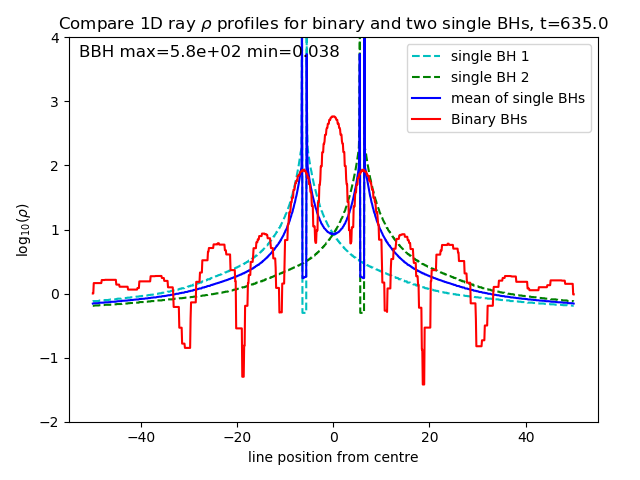 Compare 1D ray ρ profiles for binary and two single BHs, t=635.0
BBH max=5.8e+02 min=0.038
single BH 1
single BH 2
mean of single BHs
Binary BHs
log₁₀(ρ)
4
3
2
1
0
−1
−2
−40 −20 0 20 40
line position from centre